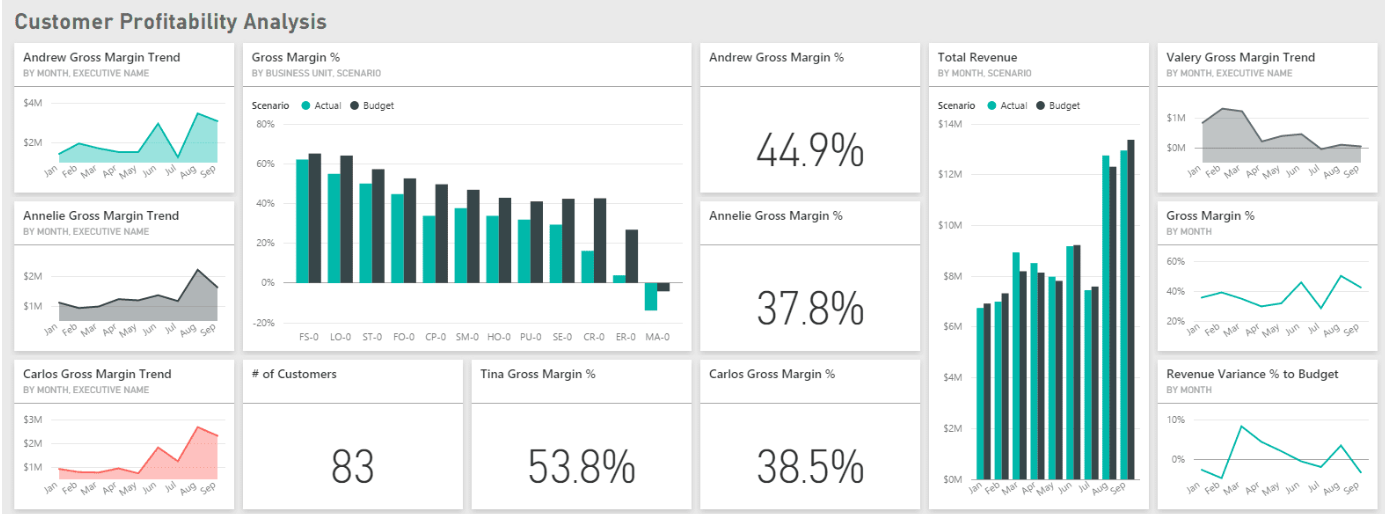 Customer Profitability Analysis
Andrew Gross Margin Trend
BY MONTH, EXECUTIVE NAME
$4M
$2M
Jan Feb Mar Apr May Jun Jul Aug Sep
Gross Margin %
BY BUSINESS UNIT, SCENARIO
Scenario Actual Budget
80%
60%
40%
20%
0%
-20%
FS-0 LO-0 ST-0 FO-0 CP-0 SM-0 HO-0 PU-0 SE-0 CR-0 ER-0 MA-0
Andrew Gross Margin %
44.9%
Total Revenue
BY MONTH, SCENARIO
Scenario Actual Budget
$14M
$12M
$10M
$8M
$6M
$4M
$2M
$0M
Jan Feb Mar Apr May Jun Jul Aug Sep
Valery Gross Margin Trend
BY MONTH, EXECUTIVE NAME
$1M
$0M
Jan Feb Mar Apr May Jun Jul Aug Sep
Annelie Gross Margin Trend
BY MONTH, EXECUTIVE NAME
$2M
$1M
Jan Feb Mar Apr May Jun Jul Aug Sep
Annelie Gross Margin %
37.8%
Gross Margin %
BY MONTH
60%
40%
20%
Jan Feb Mar Apr May Jun Jul Aug Sep
Carlos Gross Margin Trend
BY MONTH, EXECUTIVE NAME
$3M
$2M
$1M
Jan Feb Mar Apr May Jun Jul Aug Sep
# of Customers
83
Tina Gross Margin %
53.8%
Carlos Gross Margin %
38.5%
Revenue Variance % to Budget
BY MONTH
10%
0%
Jan Feb Mar Apr May Jun Jul Aug Sep